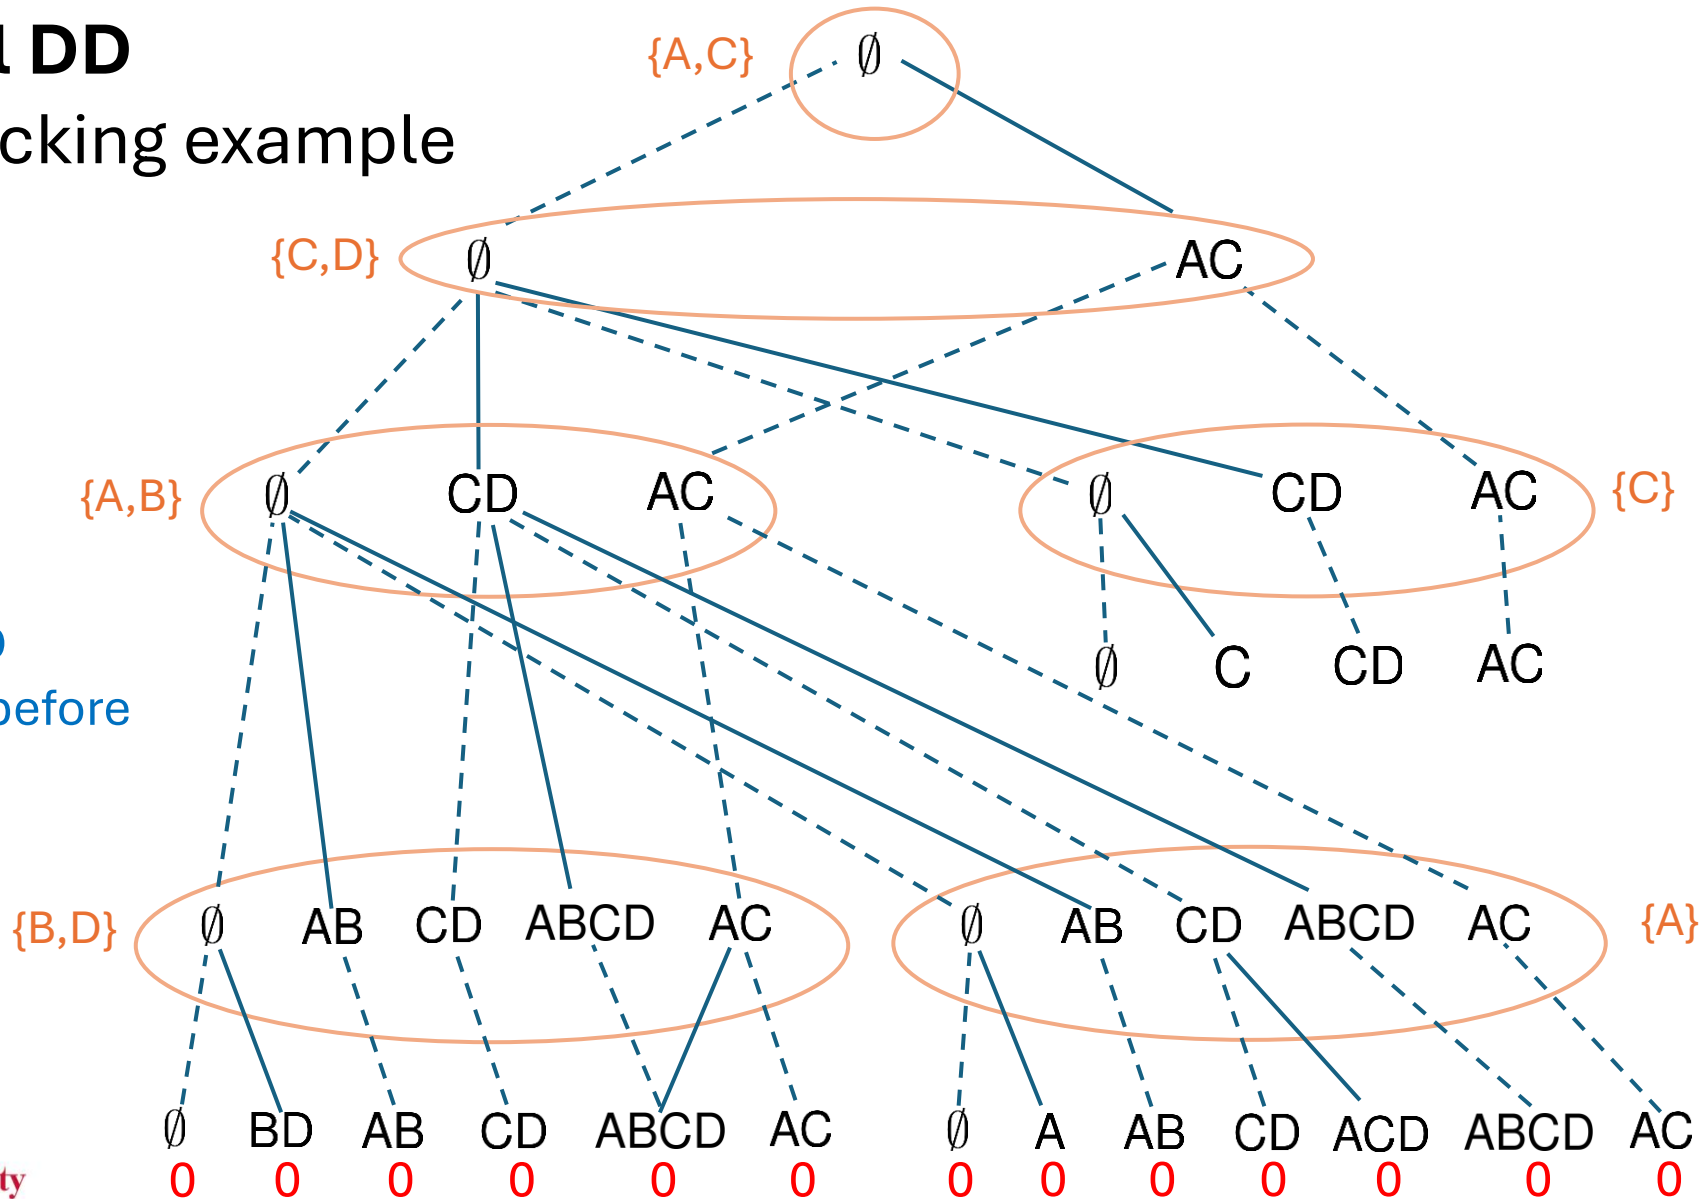 l DD
cking example
{A,C} ∅
{C,D} ∅ AC
{A,B} ∅ CD AC ∅ CD AC {C}
∅ C CD AC
before
{B,D} ∅ AB CD ABCD AC ∅ AB CD ABCD AC {A}
∅ BD AB CD ABCD AC ∅ A AB CD ACD ABCD AC
0 0 0 0 0 0 0 0 0 0 0 0 0
ty